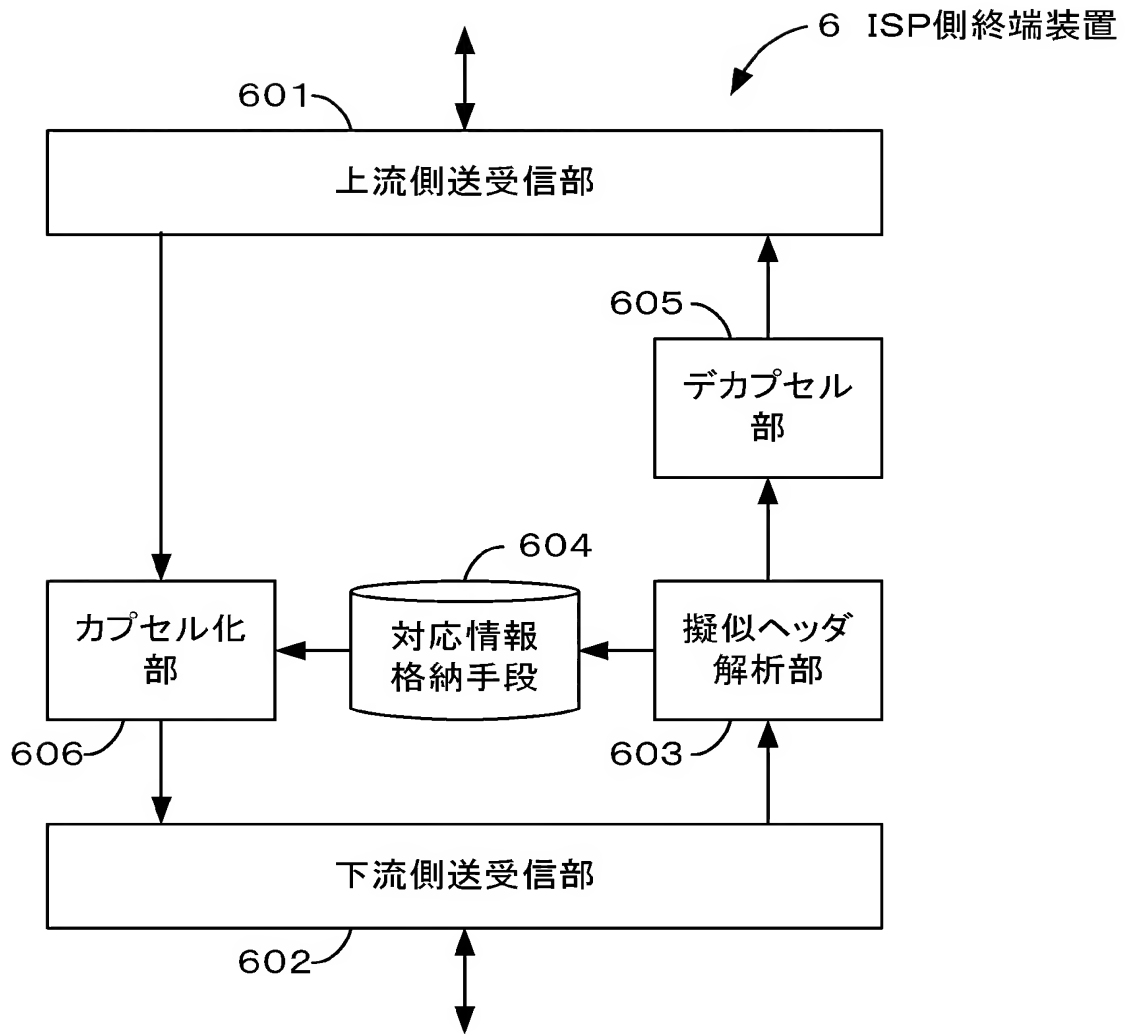 6 ISP側終端装置
601
上流側送受信部
605
デカプセル
部
604
カプセル化
部
対応情報
格納手段
擬似ヘッダ
解析部
606
603
下流側送受信部
602